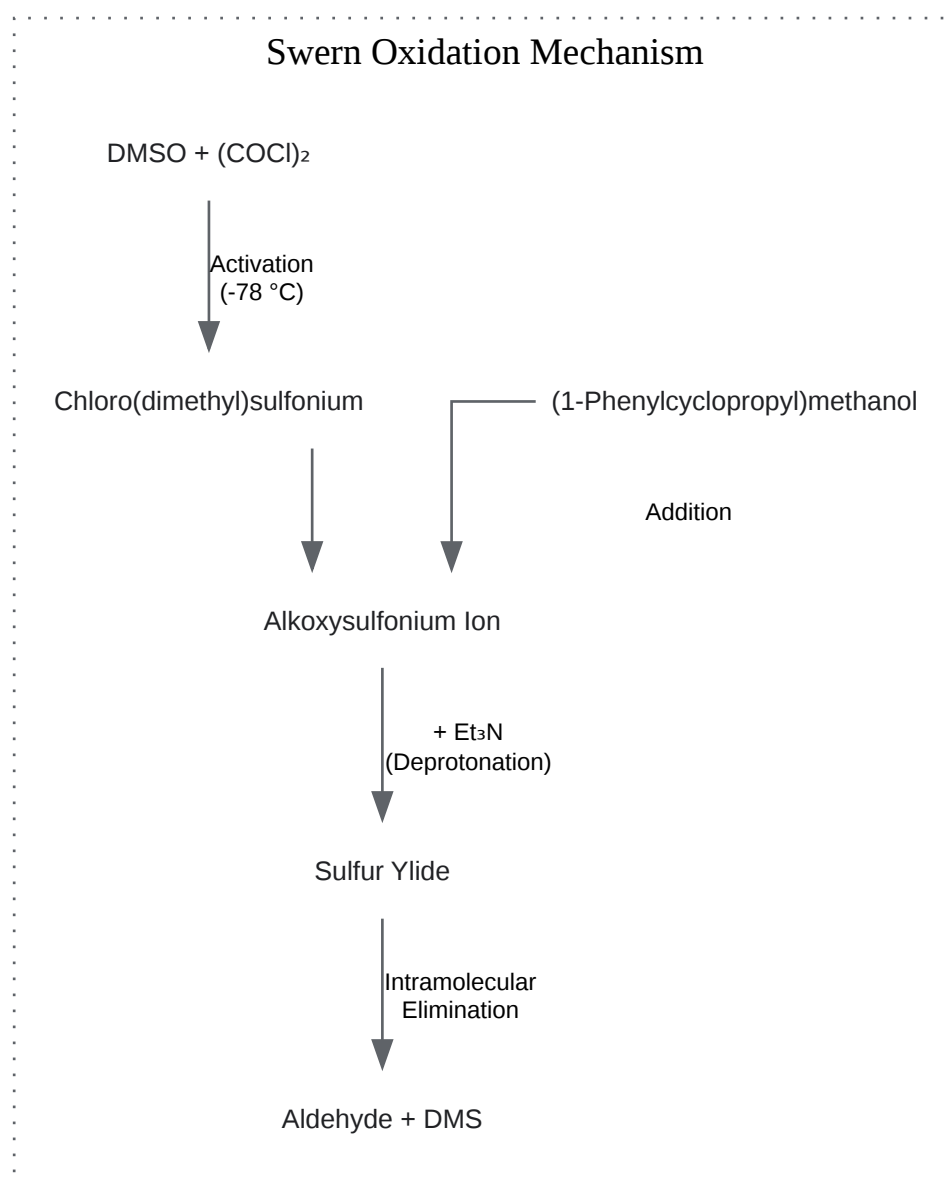 Swern Oxidation Mechanism
DMSO + (COCl)₂
Activation
(-78 °C)
Chloro(dimethyl)sulfonium
(1-Phenylcyclopropyl)methanol
Addition
Alkoxysulfonium Ion
+ Et₃N
(Deprotonation)
Sulfur Ylide
Intramolecular
Elimination
Aldehyde + DMS